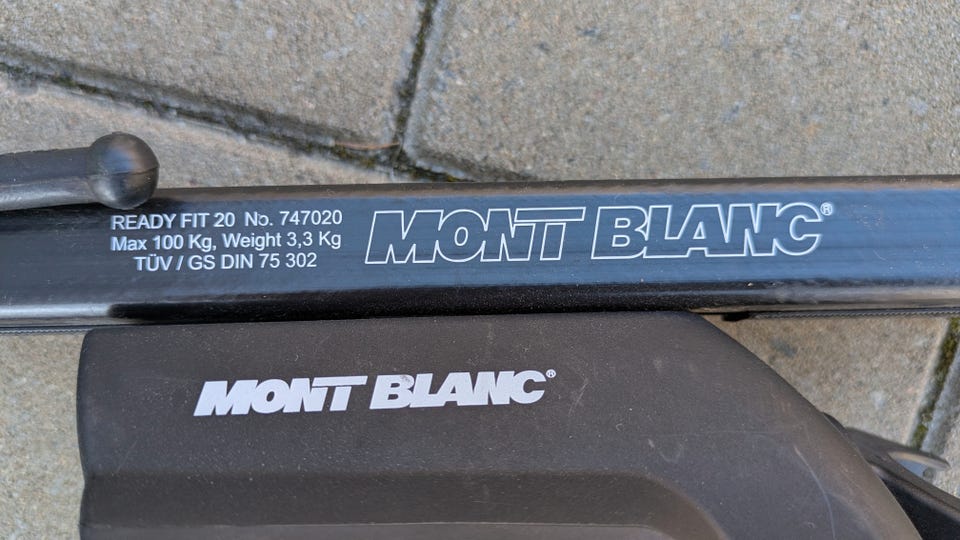 READY FIT 20 No. 747020
Max 100 Kg, Weight 3,3 Kg
TÜV / GS DIN 75 302
MONT BLANC®
MONT BLANC®